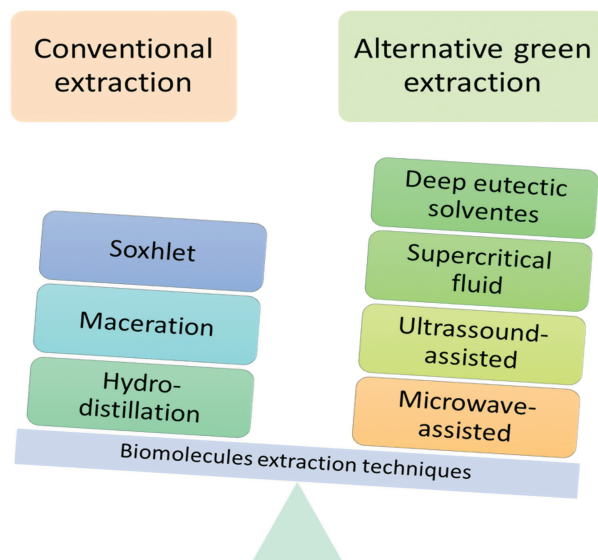 Conventional
extraction
Alternative green
extraction
Soxhlet
Maceration
Hydro-
distillation
Deep eutectic
solventes
Supercritical
fluid
Ultrassound-
assisted
Microwave-
assisted
Biomolecules extraction techniques